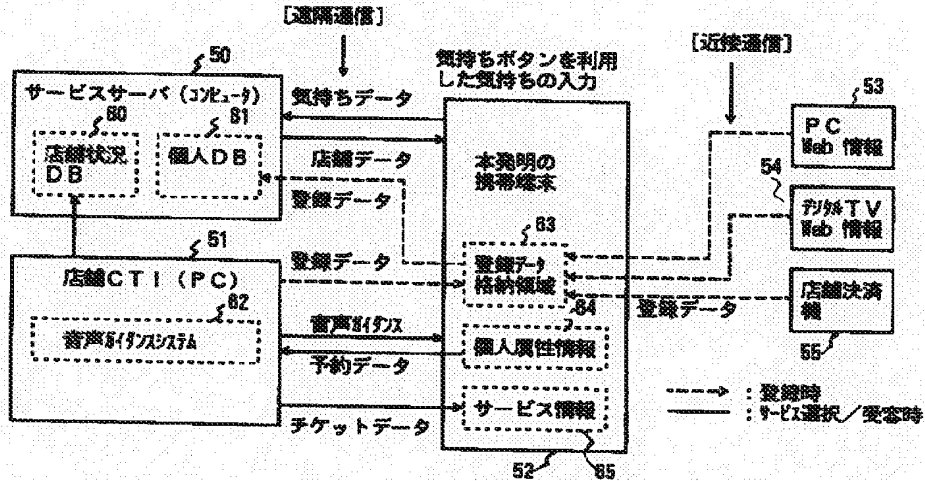 [遠隔通信]
[近接通信]
50
気持ちボタンを利用
した気持ちの入力
サービスサーバ（コンピュータ）
60
61
店舗状況
DB
個人DB
気持ちデータ
店舗データ
登録データ
本発明の
携帯端末
53
PC
Web 情報
54
デジタルTV
Web 情報
51
店舗CTI（PC）
62
音声ガイダンスシステム
登録データ
63
登録データ
格納領域
店舗決済
機
55
登録データ
音声ガイダンス
予約データ
64
個人属性情報
チケットデータ
サービス情報
52
65
：登録時
：サービス選択／受容時